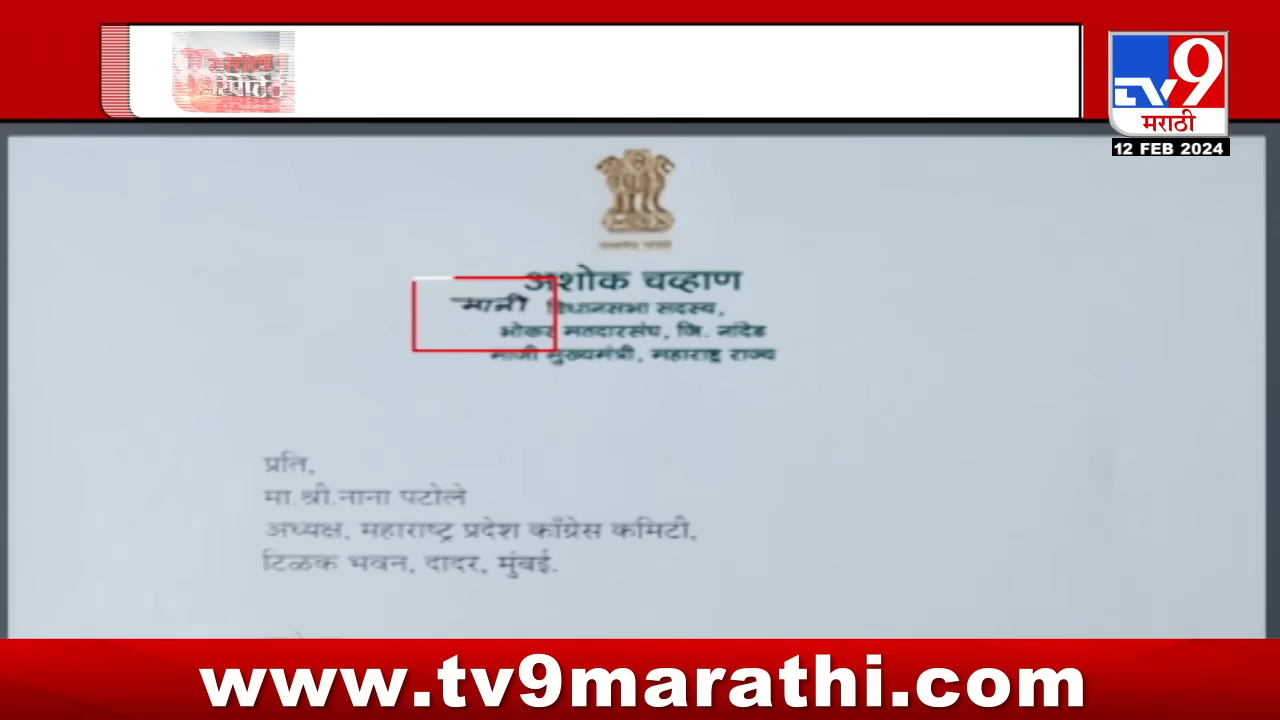 TV9
मराठी
12 FEB 2024
अशोक चव्हाण
माजी विधानसभा सदस्य,
भोकर मतदारसंघ, जि. नांदेड
माजी मुख्यमंत्री, महाराष्ट्र राज्य
प्रति,
मा.श्री.नाना पटोले
अध्यक्ष, महाराष्ट्र प्रदेश काँग्रेस कमिटी,
टिळक भवन, दादर, मुंबई.
www.tv9marathi.com